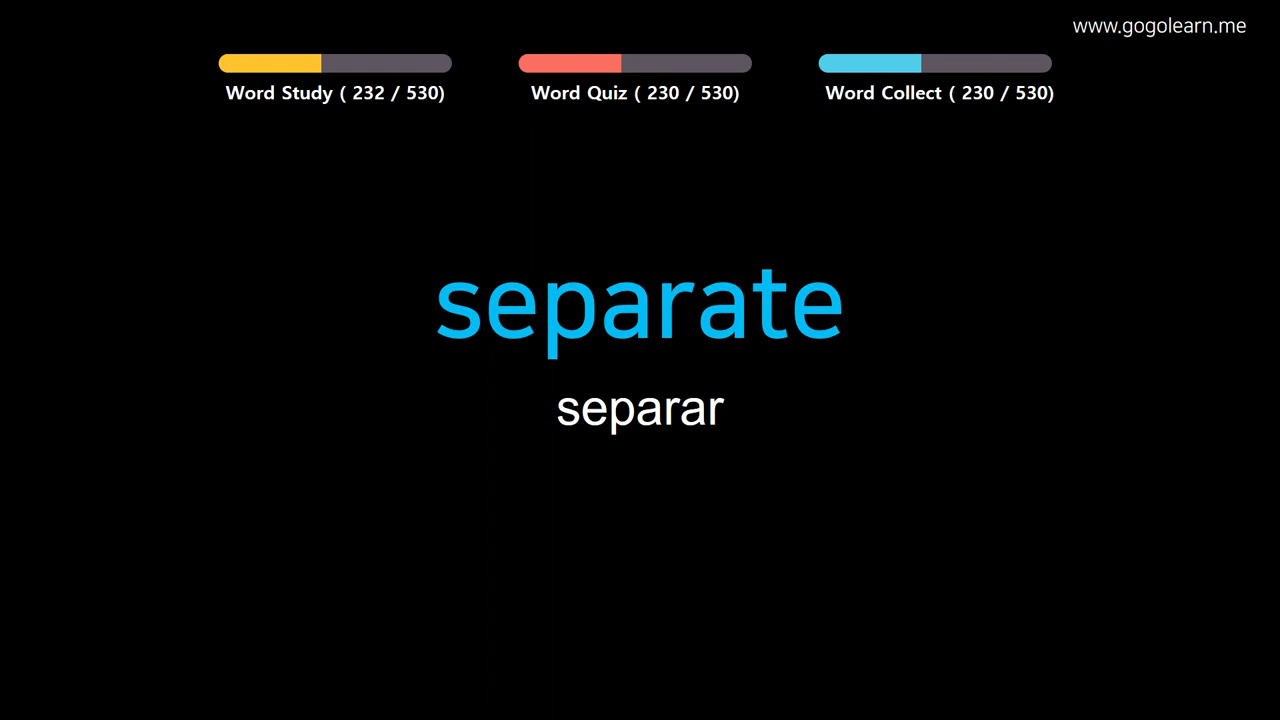 www.gogolearn.me
Word Study ( 232 / 530)
Word Quiz ( 230 / 530)
Word Collect ( 230 / 530)
separate
separar